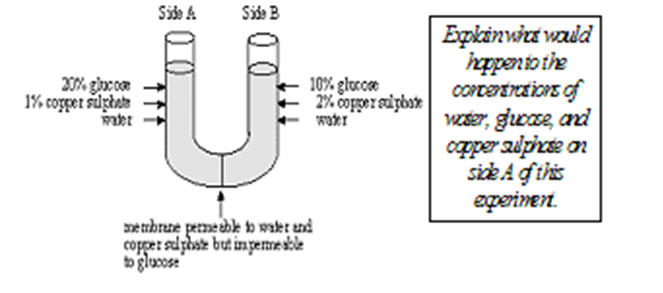 Side A Side B
20% glucose
1% copper sulphate
water
10% glucose
2% copper sulphate
water
membrane permeable to water and
copper sulphate but impermeable
to glucose
Explain what would
happen to the
concentrations of
water, glucose, and
copper sulphate on
side A of this
experiment.